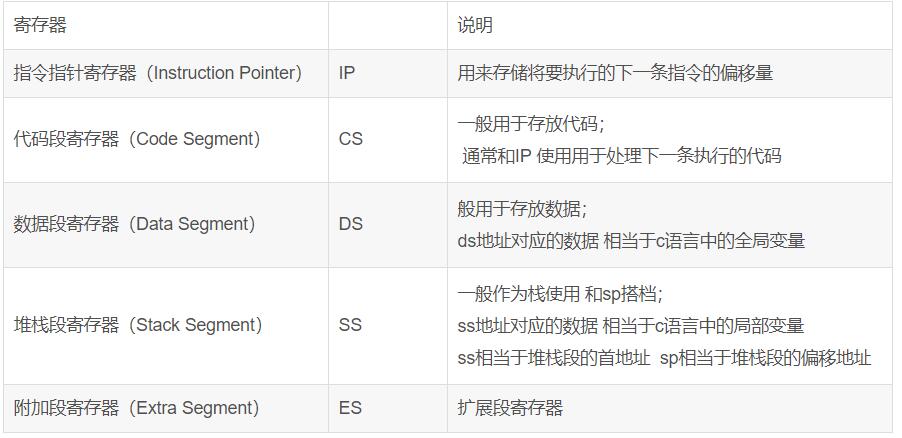 寄存器 说明
指令指针寄存器（Instruction Pointer） IP 用来存储将要执行的下一条指令的偏移量
代码段寄存器（Code Segment） CS 一般用于存放代码；
通常和IP 使用用于处理下一条执行的代码
数据段寄存器（Data Segment） DS 般用于存放数据；
ds地址对应的数据 相当于c语言中的全局变量
堆栈段寄存器（Stack Segment） SS 一般作为栈使用 和sp搭档；
ss地址对应的数据 相当于c语言中的局部变量
ss相当于堆栈段的首地址 sp相当于堆栈段的偏移地址
附加段寄存器（Extra Segment） ES 扩展段寄存器